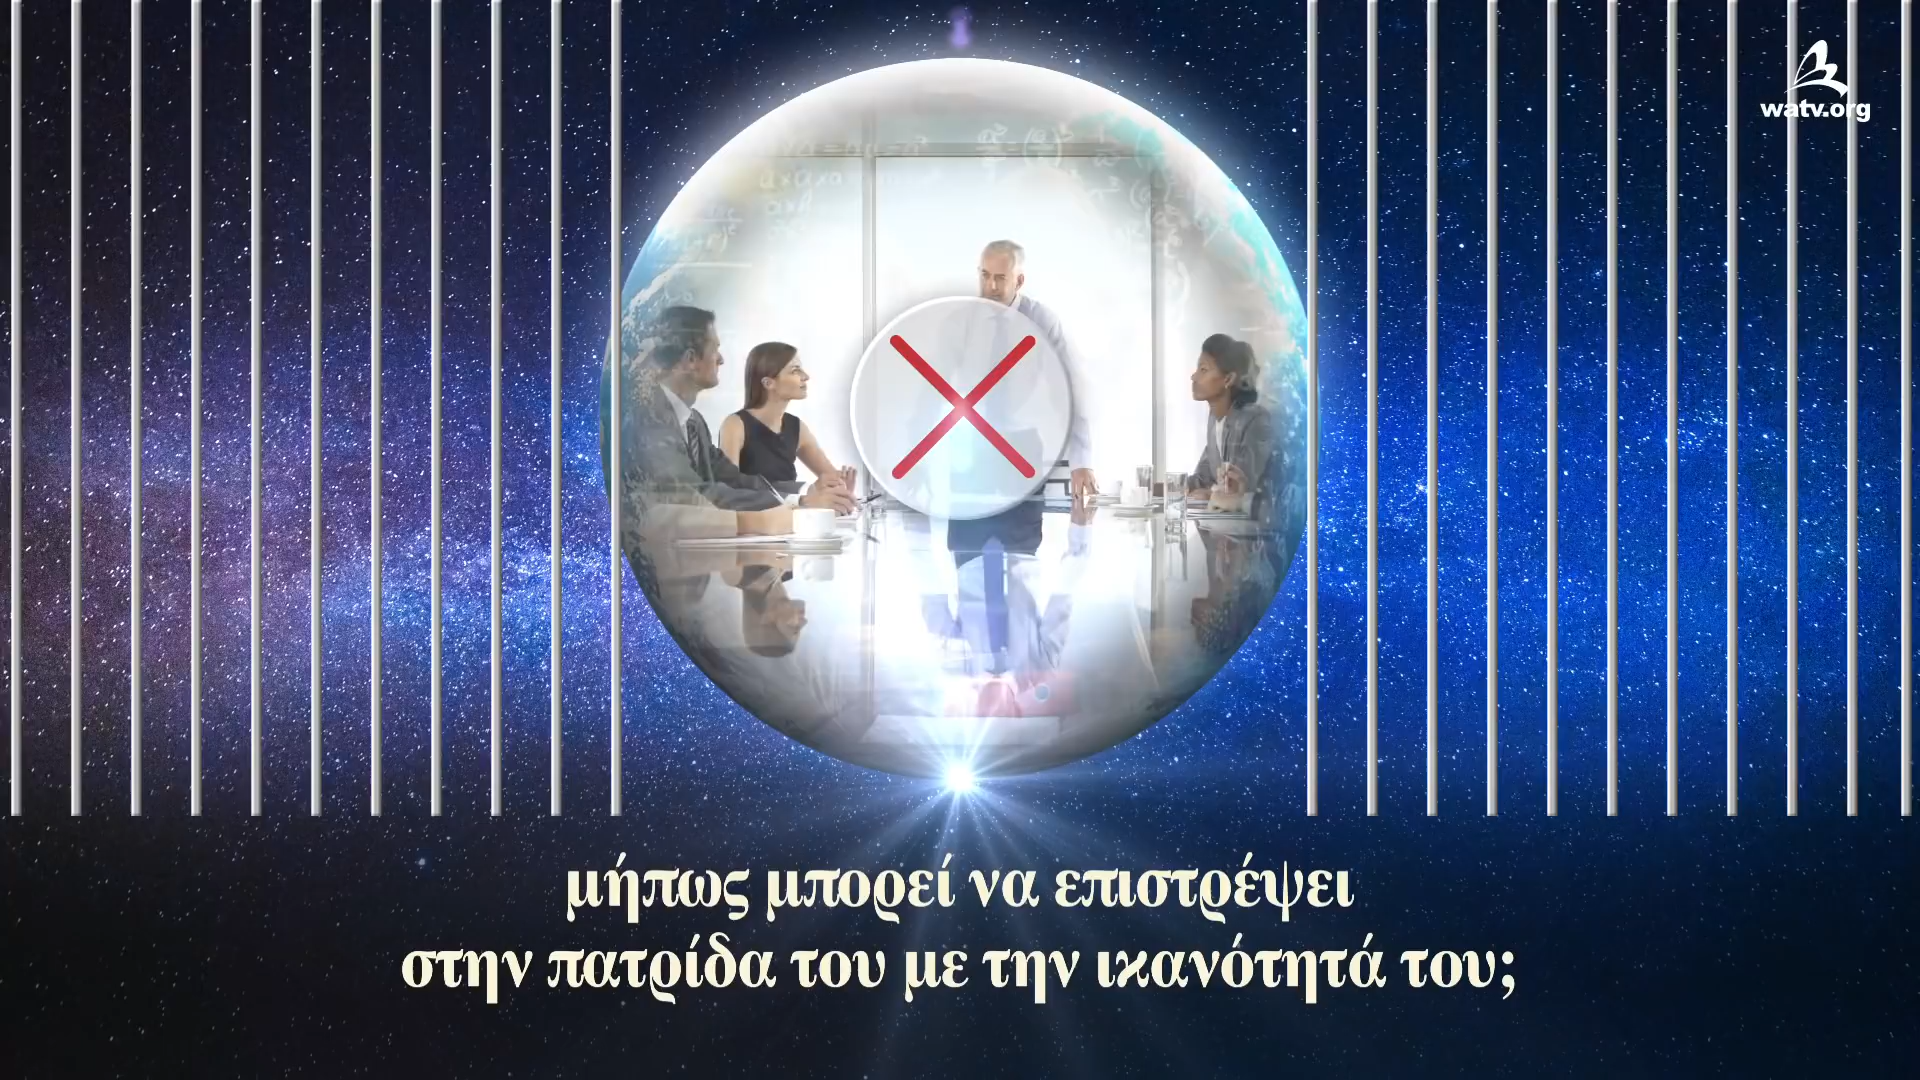 watv.org
μήπως μπορεί να επιστρέψει
στην πατρίδα του με την ικανότητά του;